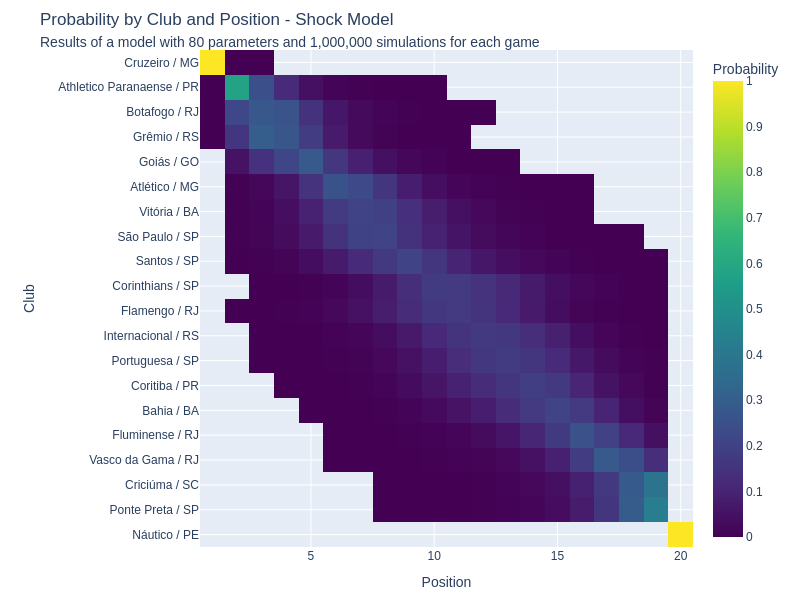 Probability by Club and Position - Shock Model
Results of a model with 80 parameters and 1,000,000 simulations for each game
Probability
Club
Cruzeiro / MG
Athletico Paranaense / PR
Botafogo / RJ
Grêmio / RS
Goiás / GO
Atlético / MG
Vitória / BA
São Paulo / SP
Santos / SP
Corinthians / SP
Flamengo / RJ
Internacional / RS
Portuguesa / SP
Coritiba / PR
Bahia / BA
Fluminense / RJ
Vasco da Gama / RJ
Criciúma / SC
Ponte Preta / SP
Náutico / PE
1
0.9
0.8
0.7
0.6
0.5
0.4
0.3
0.2
0.1
0
5 10 15 20
Position